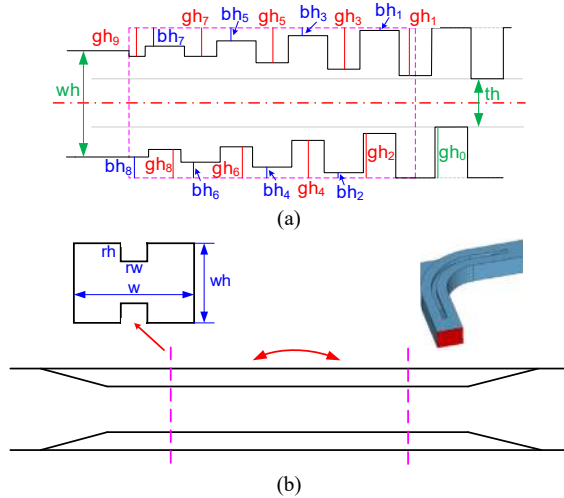 gh₉ gh₇ gh₅ gh₃ bh₁ gh₁
bh₇ bh₅ bh₃
wh th
bh₈ gh₈ bh₆ gh₆ bh₄ gh₄ bh₂ gh₂ gh₀
(a)
rh
rw
w
wh
(b)